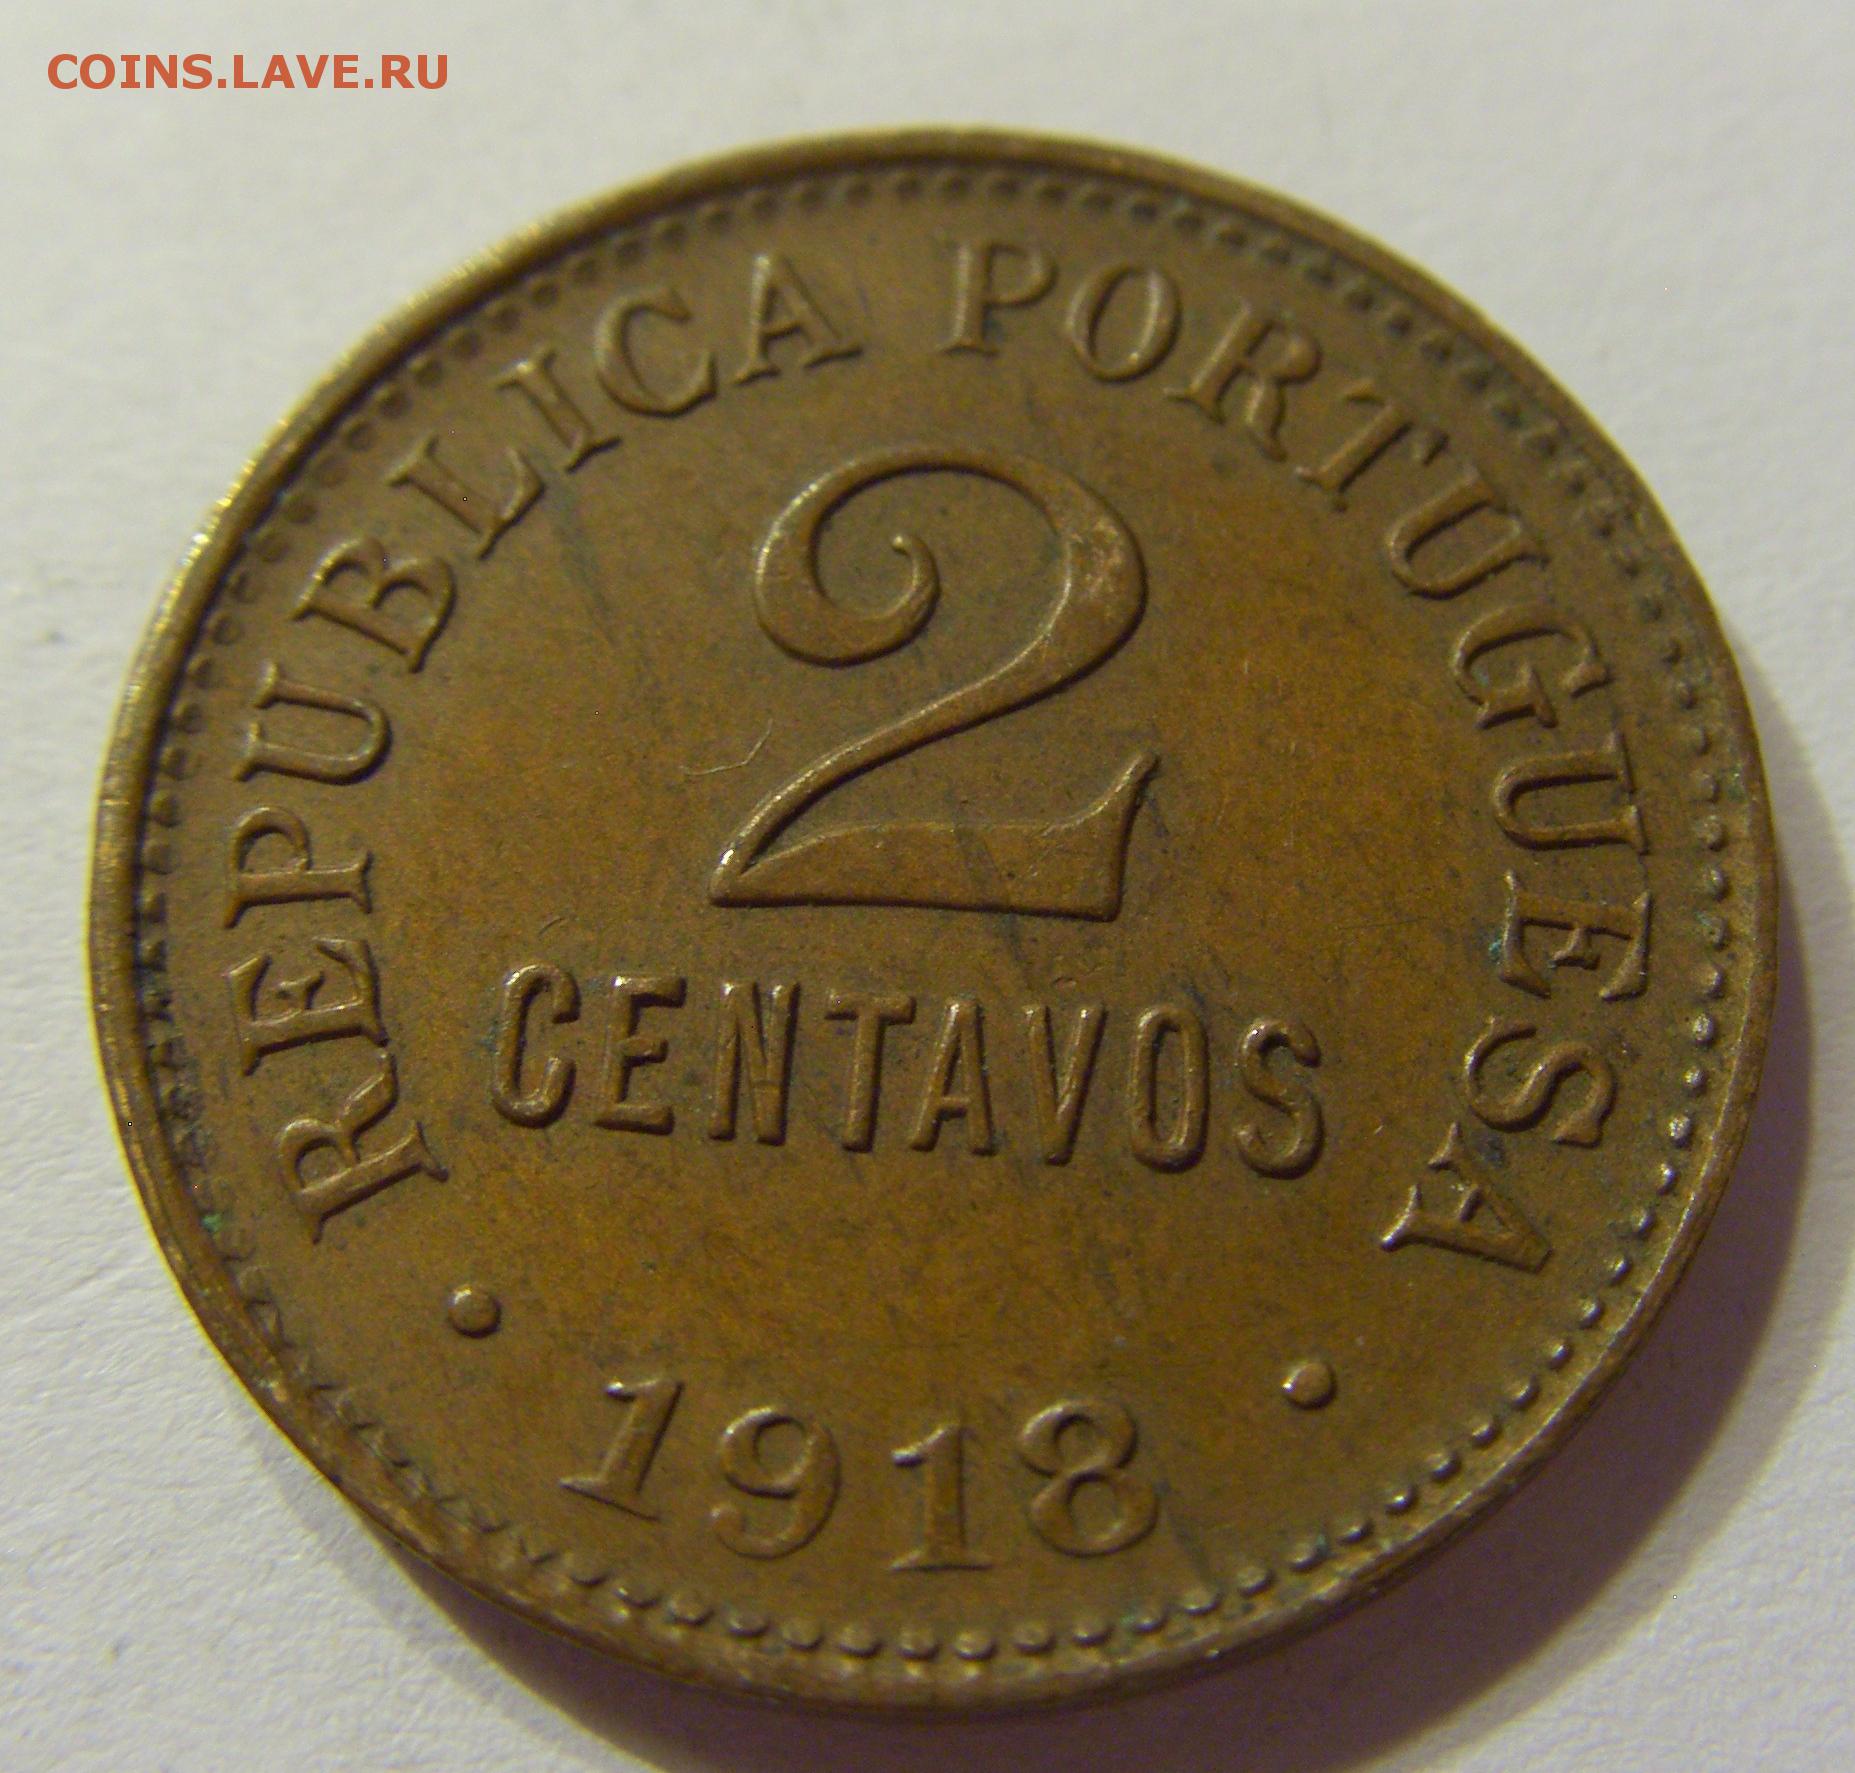 COINS.LAVE.RU
REPUBLICA PORTUGUESA
2
CENTAVOS
· 1918 ·